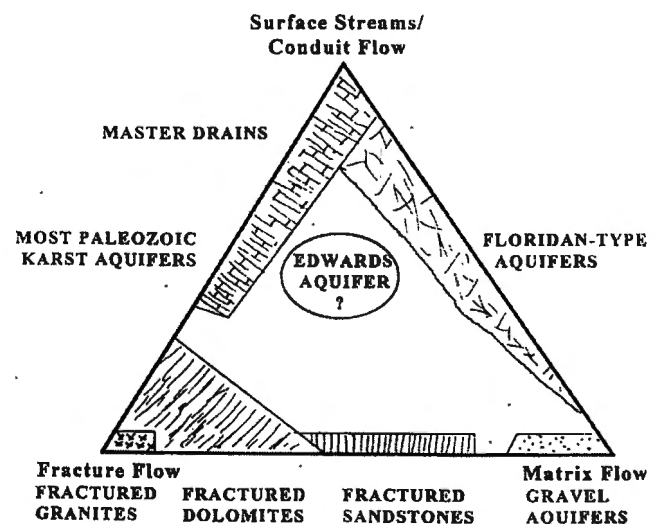 Surface Streams/
Conduit Flow
MASTER DRAINS
MOST PALEOZOIC
KARST AQUIFERS
EDWARDS
AQUIFER
?
FLORIDAN-TYPE
AQUIFERS
Fracture Flow
FRACTURED
GRANITES
FRACTURED
DOLOMITES
FRACTURED
SANDSTONES
Matrix Flow
GRAVEL
AQUIFERS